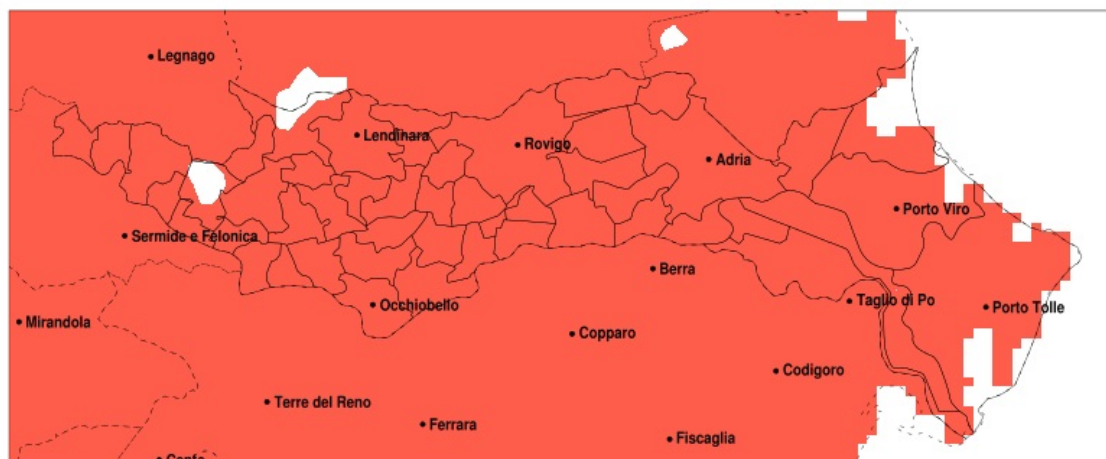 Legnago
Lendinara
Rovigo
Adria
Porto Viro
Sermide e Felonica
Berra
Occhiobello
Taglio di Po
Porto Tolle
Mirandola
Copparo
Codigoro
Terre del Reno
Ferrara
Fiscaglia